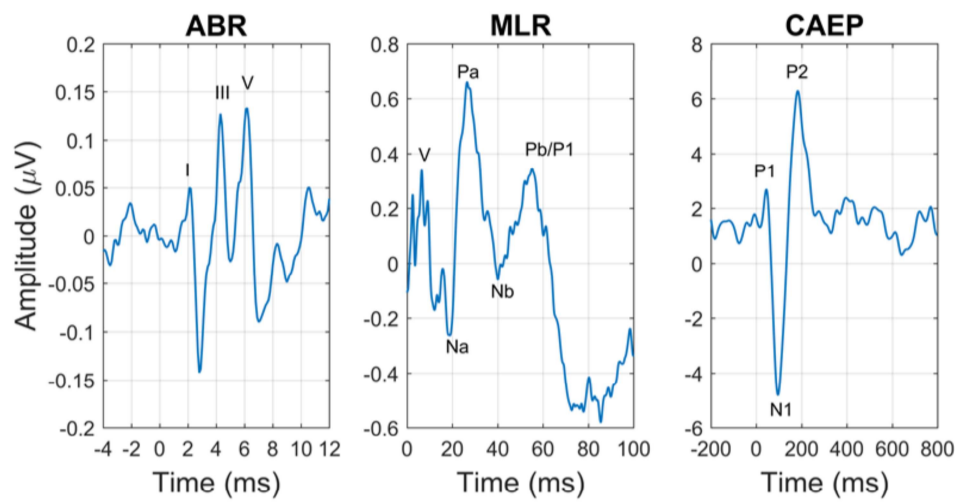 ABR
MLR
CAEP
Amplitude (μV)
0.2
0.15
0.1
0.05
0
-0.05
-0.1
-0.15
-0.2
I
III
V
-4 -2 0 2 4 6 8 10 12
Time (ms)
0.8
0.6
0.4
0.2
0
-0.2
-0.4
-0.6
V
Pa
Pb/P1
Nb
Na
0 20 40 60 80 100
Time (ms)
8
6
4
2
0
-2
-4
-6
P2
P1
N1
-200 0 200 400 600 800
Time (ms)